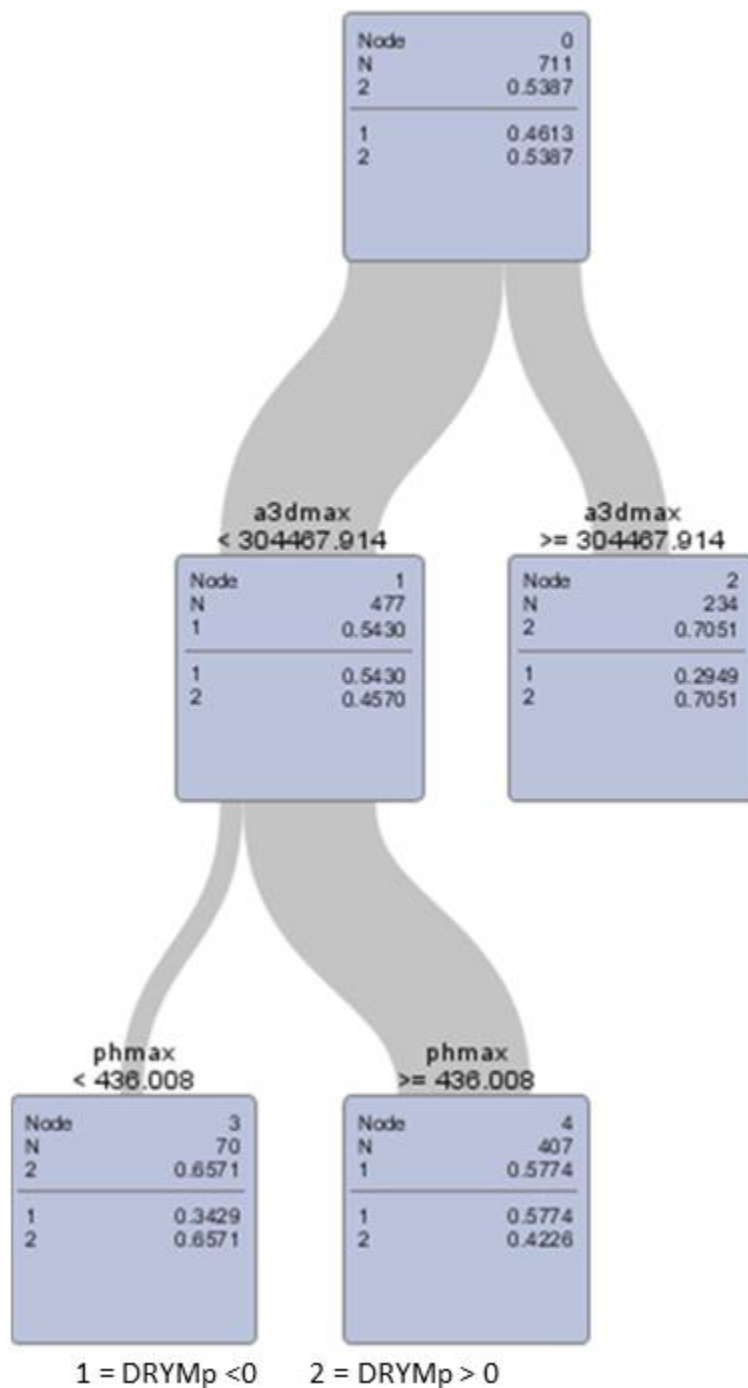 Node 0
N 711
2 0.5387
1 0.4613
2 0.5387
a3dmax
< 304467.914
a3dmax
>= 304467.914
Node 1
N 477
1 0.5430
1 0.5430
2 0.4570
Node 2
N 234
2 0.7051
1 0.2949
2 0.7051
phmax
< 436.008
phmax
>= 436.008
Node 3
N 70
2 0.6571
1 0.3429
2 0.6571
Node 4
N 407
1 0.5774
1 0.5774
2 0.4226
1 = DRYMp <0 2 = DRYMp > 0